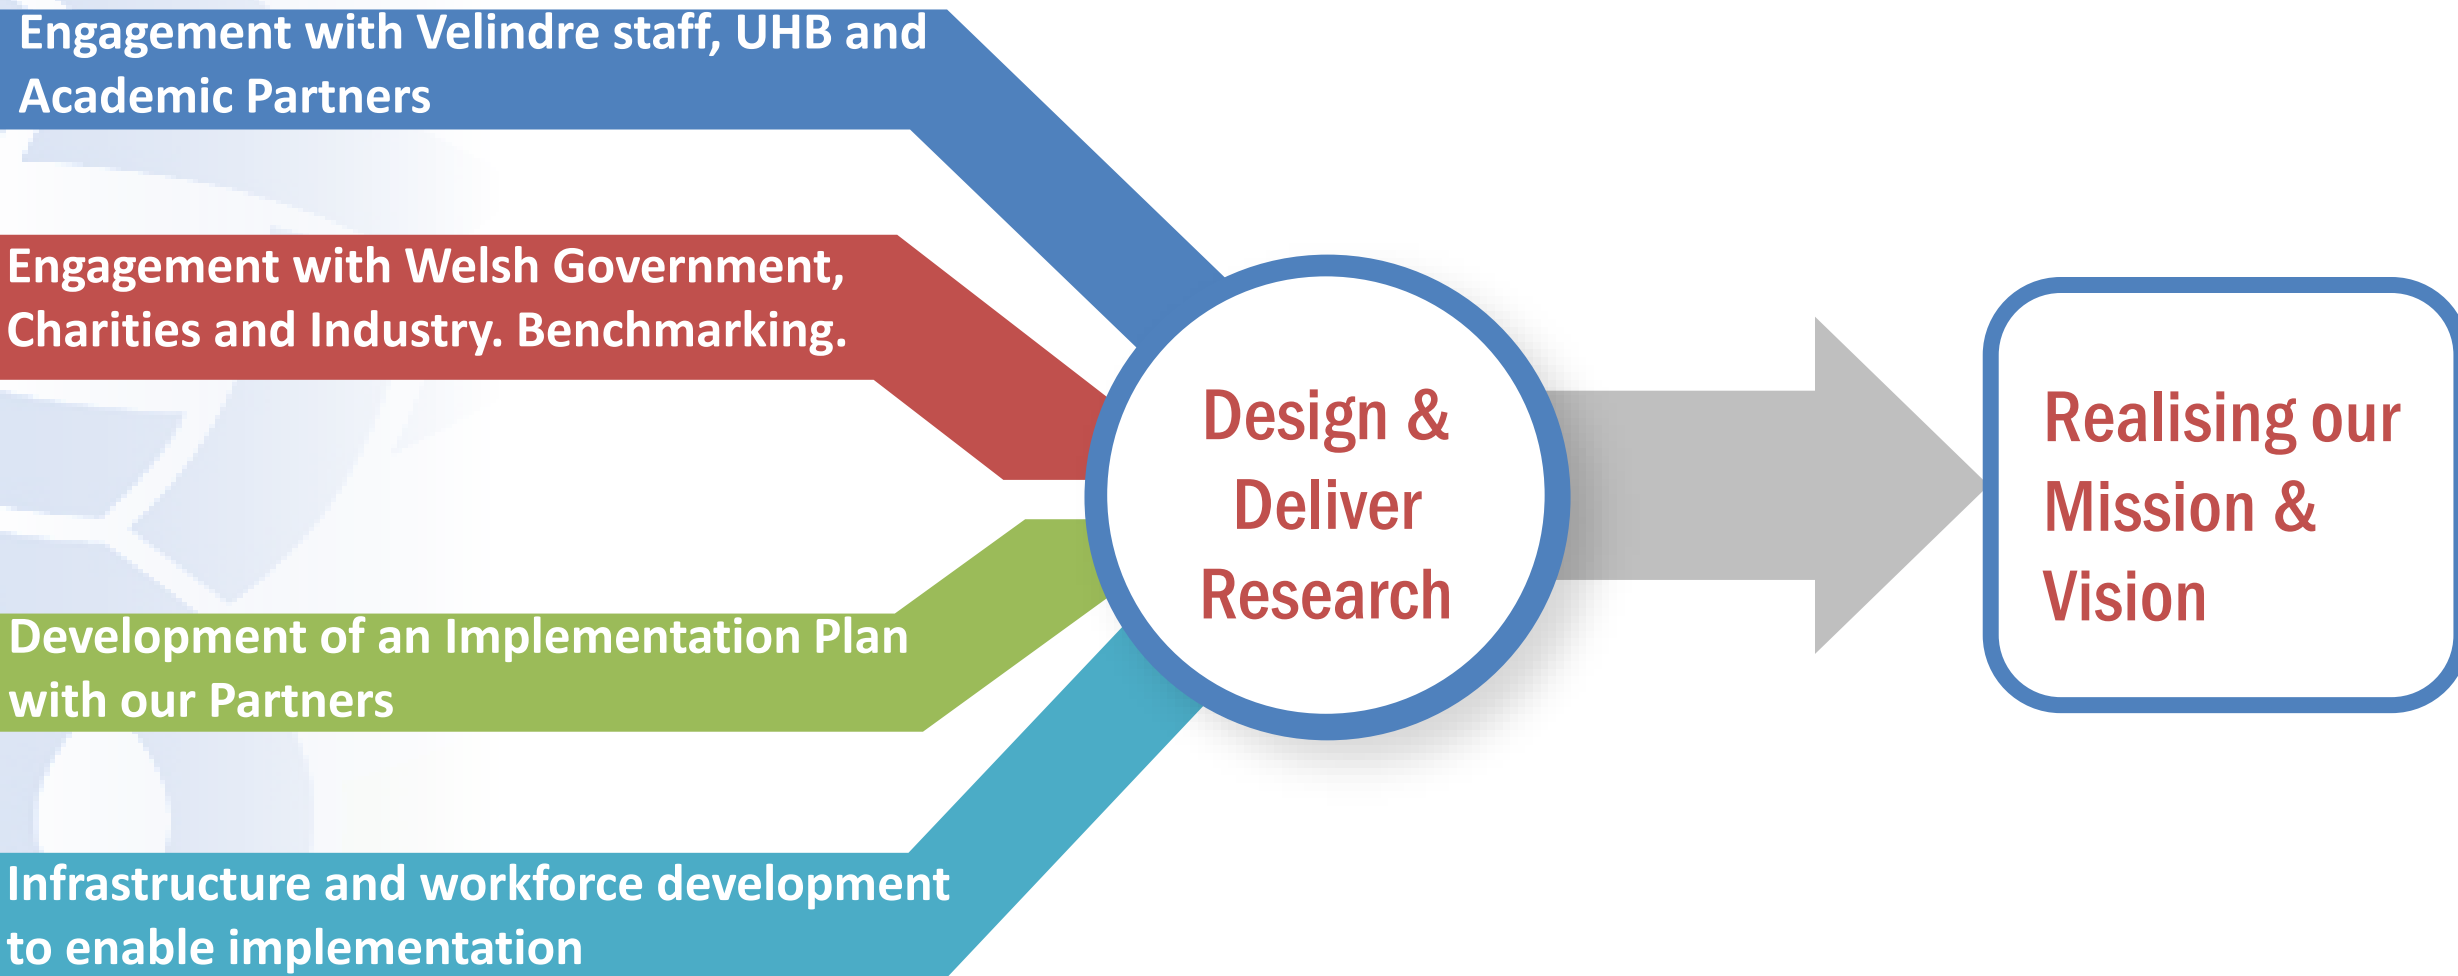 Engagement with Velindre staff, UHB and
Academic Partners
Engagement with Welsh Government,
Charities and Industry. Benchmarking.
Development of an Implementation Plan
with our Partners
Infrastructure and workforce development
to enable implementation
Design &
Deliver
Research
Realising our
Mission &
Vision